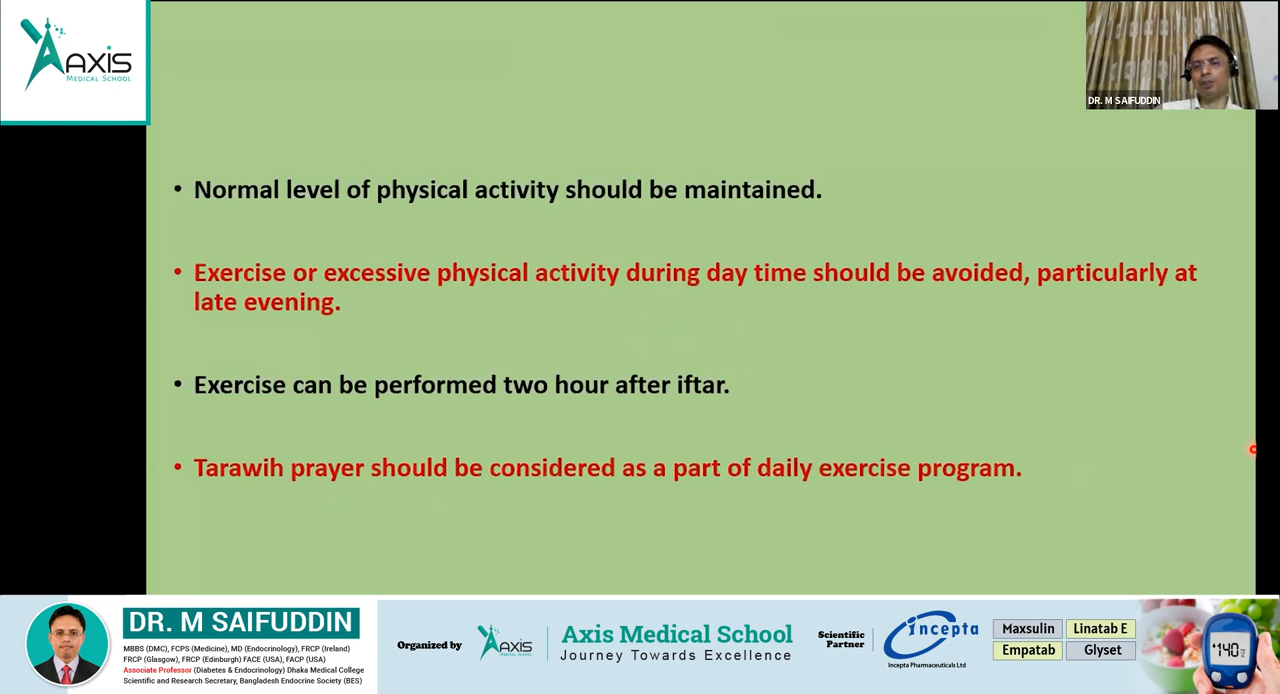 AXIS
MEDICAL SCHOOL
DR. M SAIFUDDIN
• Normal level of physical activity should be maintained.
• Exercise or excessive physical activity during day time should be avoided, particularly at
late evening.
• Exercise can be performed two hour after iftar.
• Tarawih prayer should be considered as a part of daily exercise program.
DR. M SAIFUDDIN
MBBS (DMC), FCPS (Medicine), MD (Endocrinology), FRCP (Ireland)
FRCP (Glasgow), FRCP (Edinburgh) FACE (USA), FACP (USA)
Associate Professor (Diabetes & Endocrinology) Dhaka Medical College
Scientific and Research Secretary, Bangladesh Endocrine Society (BES)
Organized by
AXIS
MEDICAL SCHOOL
Axis Medical School
Journey Towards Excellence
Scientific
Partner
incepta
Incepta Pharmaceuticals Ltd
Maxsulin
Linatab E
Empatab
Glyset
140